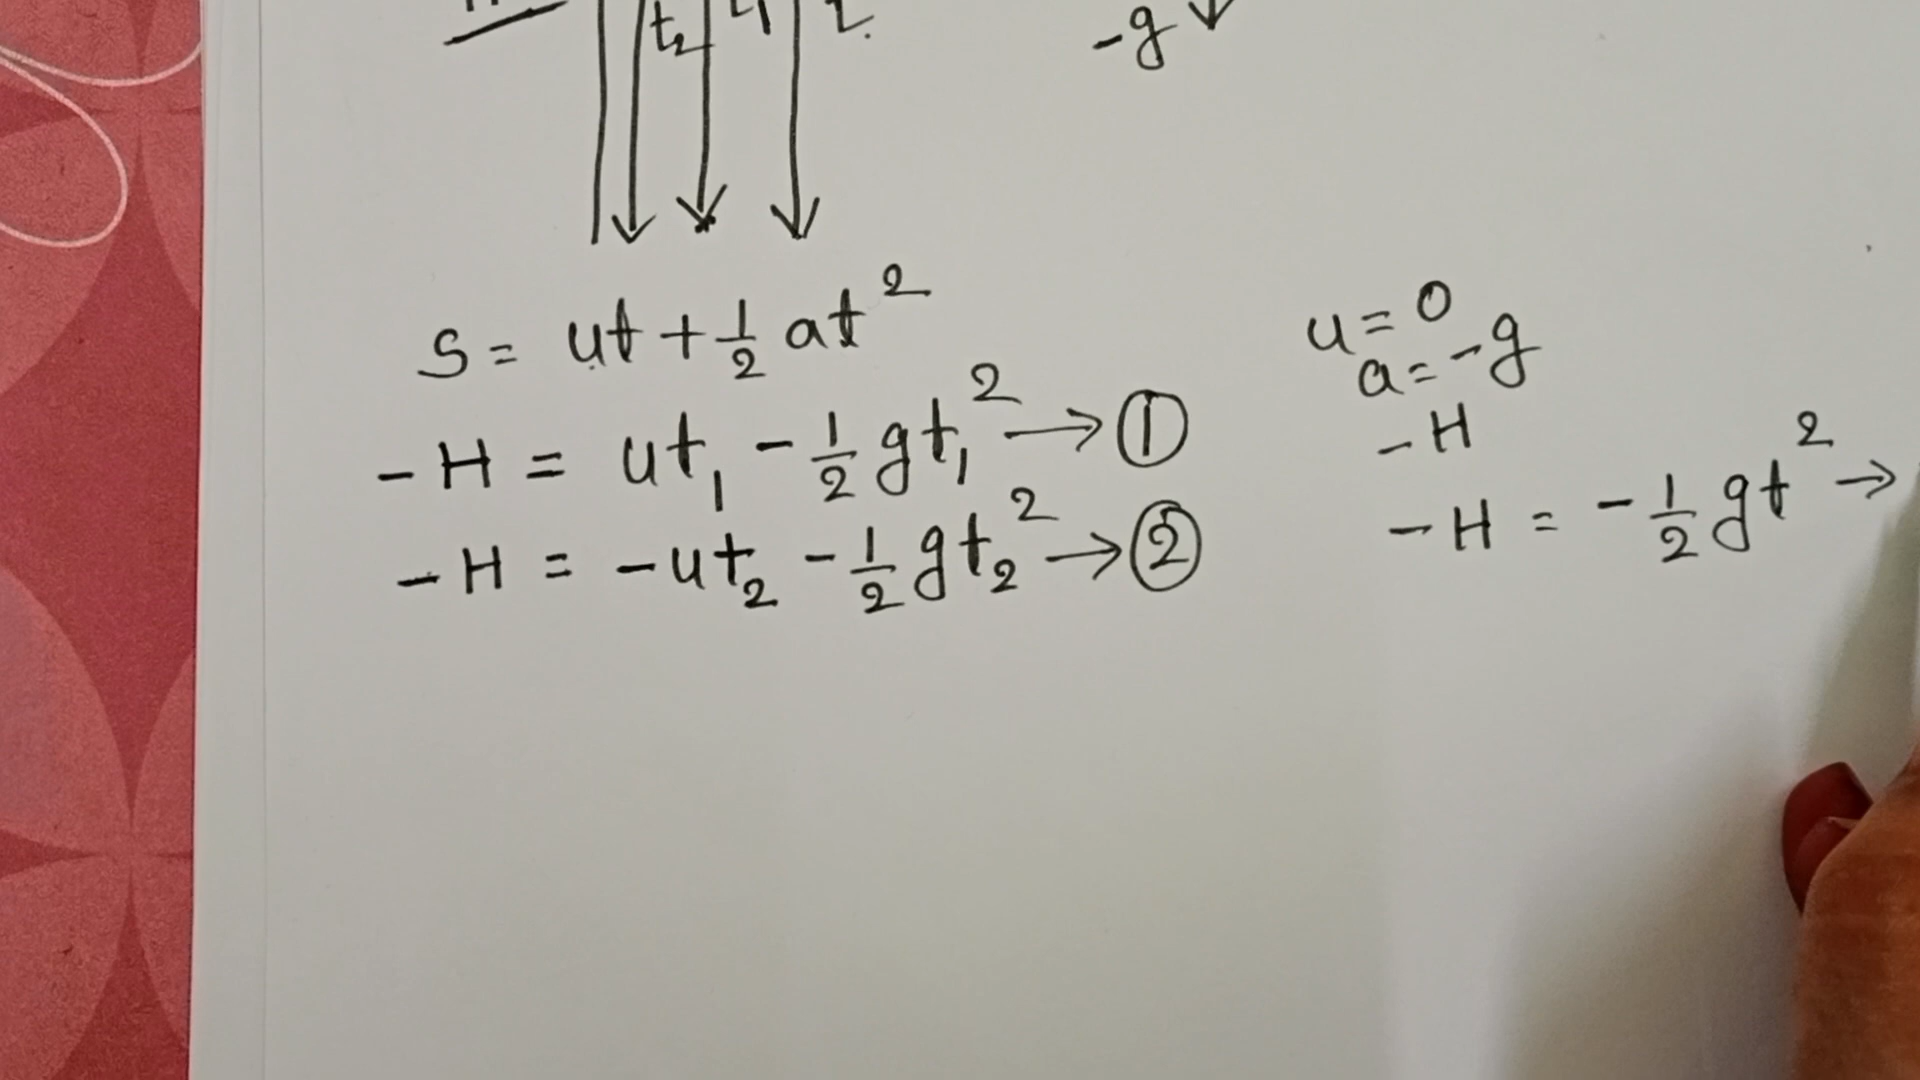 t₂ t
-g
S = ut + 1/2 at²
-H = ut₁ - 1/2 gt₁² → ①
-H = -ut₂ - 1/2 gt₂² → ②
u = 0
a = -g
-H
-H = -1/2 gt² →